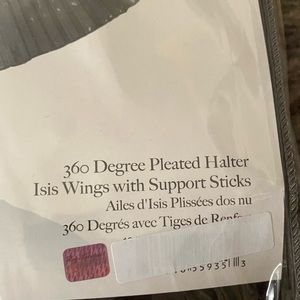 360 Degree Pleated Halter
Isis Wings with Support Sticks
Ailes d'Isis Plissées dos nu
360 Degrés avec Tiges de